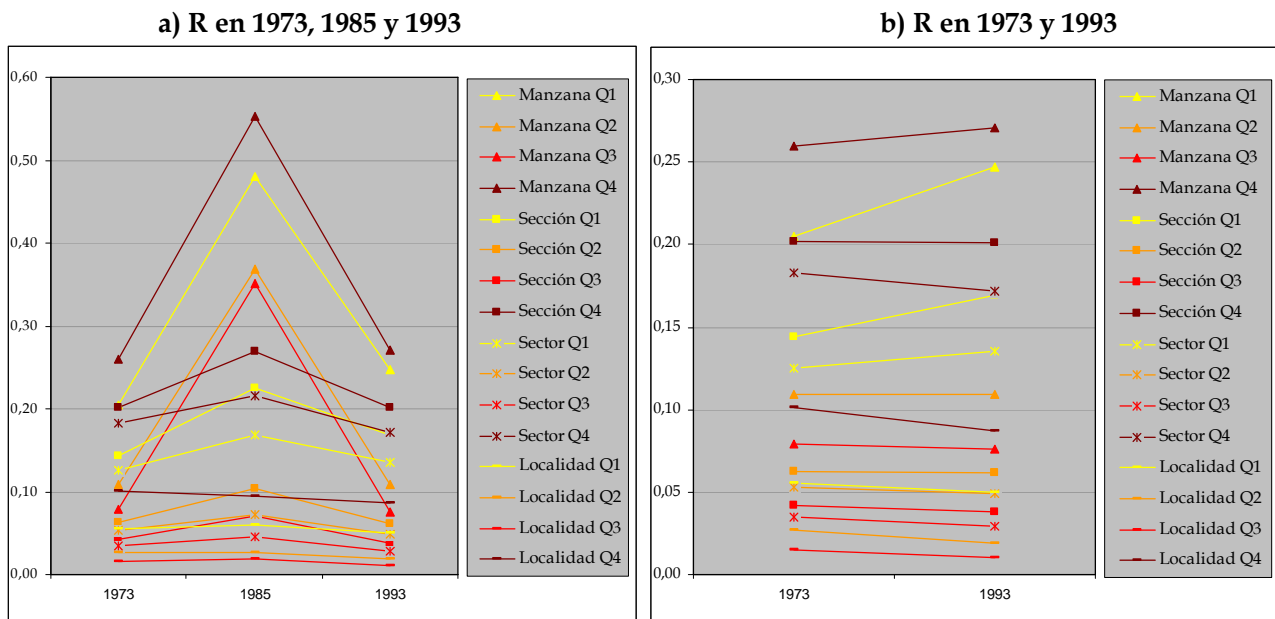 a) R en 1973, 1985 y 1993
0,60
0,50
0,40
0,30
0,20
0,10
0,00
1973
1985
1993
Manzana Q1
Manzana Q2
Manzana Q3
Manzana Q4
Sección Q1
Sección Q2
Sección Q3
Sección Q4
Sector Q1
Sector Q2
Sector Q3
Sector Q4
Localidad Q1
Localidad Q2
Localidad Q3
Localidad Q4
b) R en 1973 y 1993
0,30
0,25
0,20
0,15
0,10
0,05
0,00
1973
1993
Manzana Q1
Manzana Q2
Manzana Q3
Manzana Q4
Sección Q1
Sección Q2
Sección Q3
Sección Q4
Sector Q1
Sector Q2
Sector Q3
Sector Q4
Localidad Q1
Localidad Q2
Localidad Q3
Localidad Q4